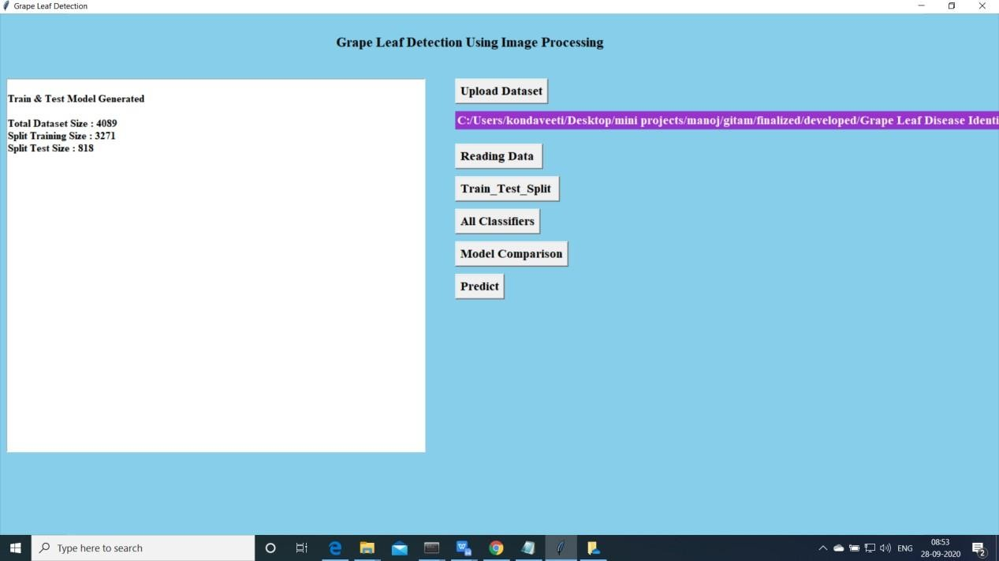 Grape Leaf Detection
Grape Leaf Detection Using Image Processing
Train & Test Model Generated
Total Dataset Size : 4089
Split Training Size : 3271
Split Test Size : 818
Upload Dataset
C:/Users/kondaveeti/Desktop/mini projects/manoj/gitam/finalized/developed/Grape Leaf Disease Identi
Reading Data
Train_Test_Split
All Classifiers
Model Comparison
Predict
Type here to search
ENG
08:53
28-09-2020
2